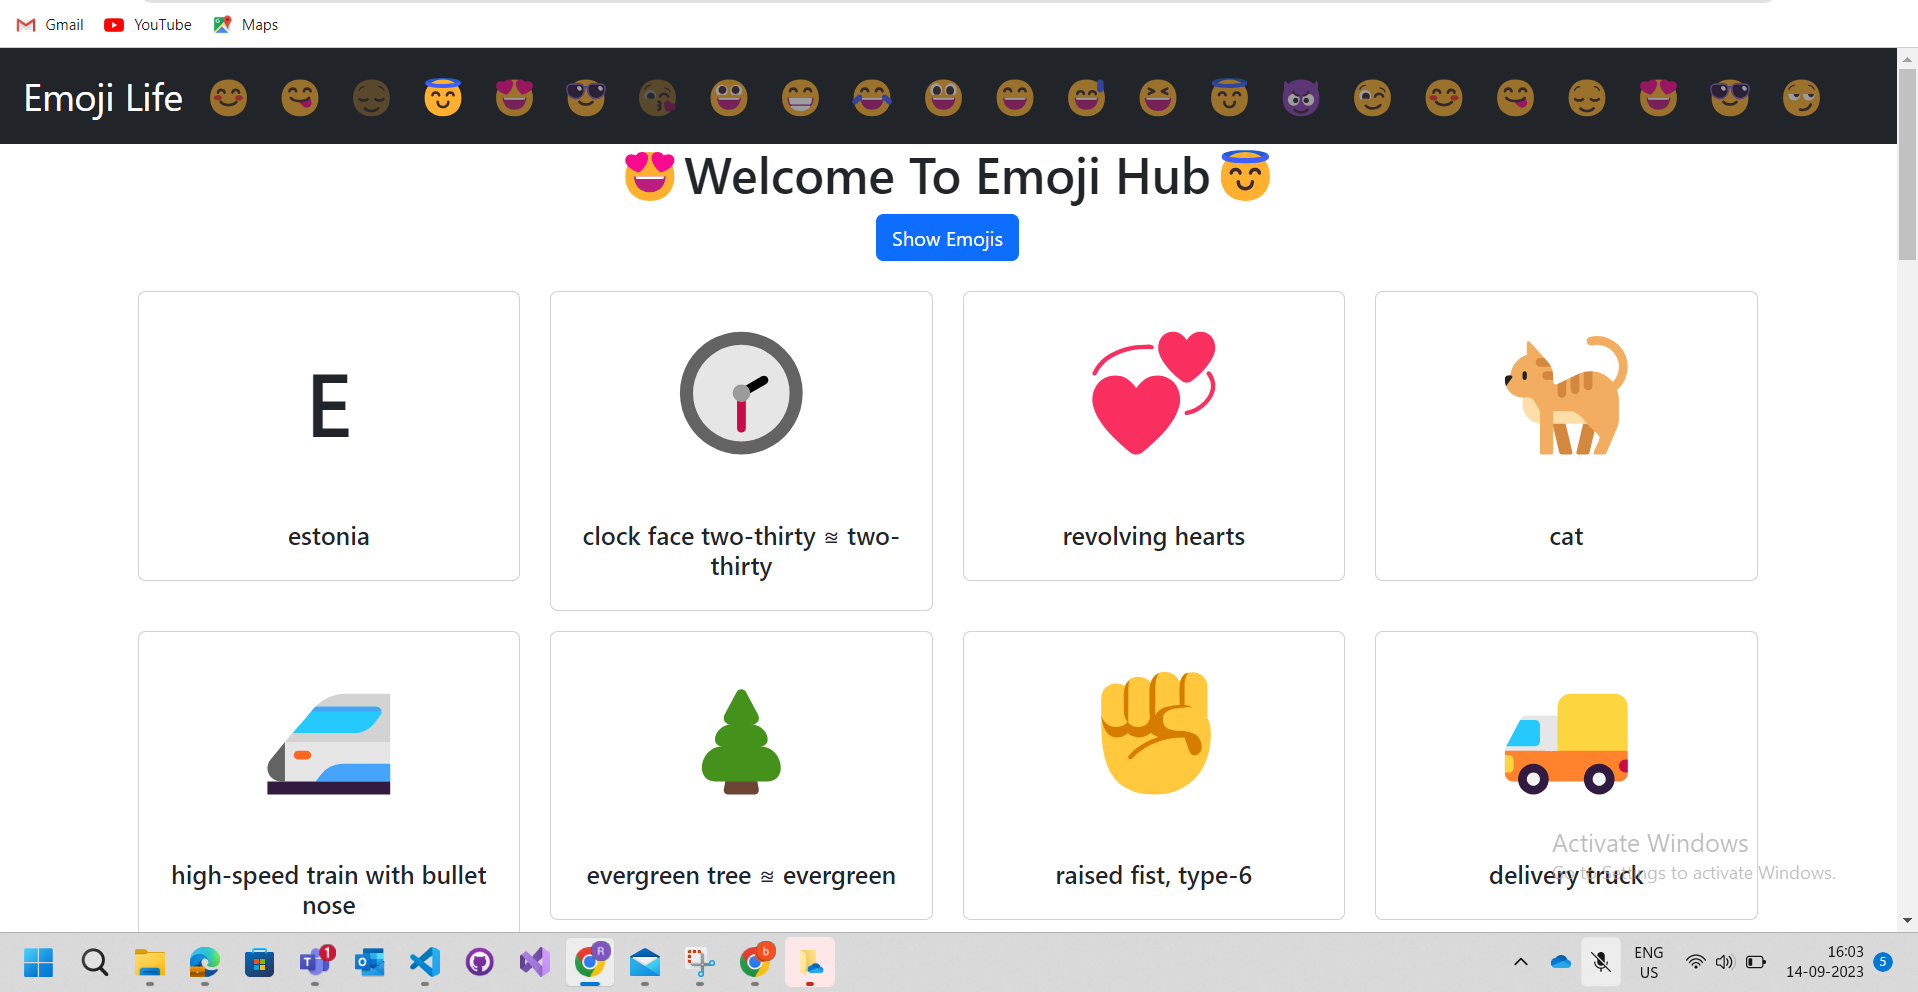 Gmail YouTube Maps
Emoji Life
Welcome To Emoji Hub
Show Emojis
E
estonia
clock face two-thirty ≊ two-
thirty
revolving hearts
cat
high-speed train with bullet
nose
evergreen tree ≊ evergreen
raised fist, type-6
delivery truck
Activate Windows
Go to Settings to activate Windows.
1
R
b
ENG
US
16:03
14-09-2023
5